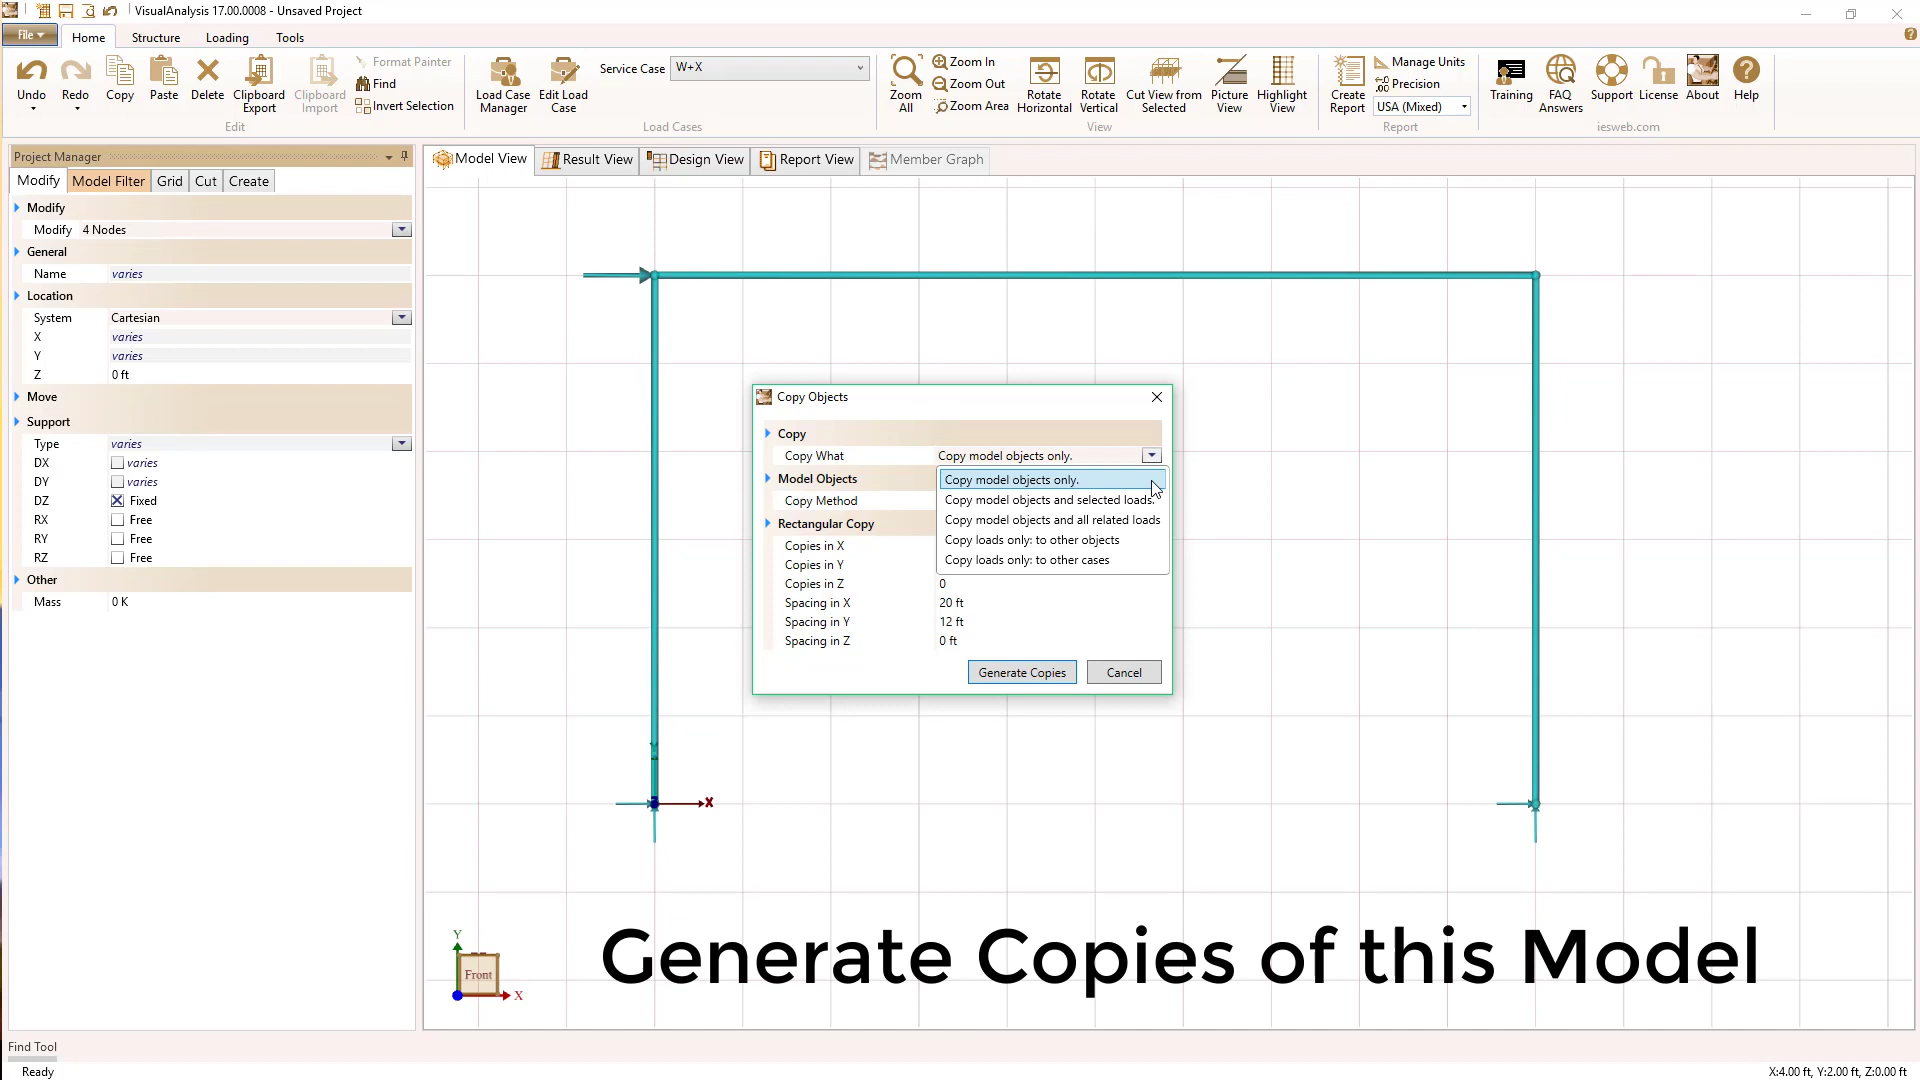 VisualAnalysis 17.00.0008 - Unsaved Project
File
Home
Structure
Loading
Tools
Undo
Redo
Copy
Paste
Delete
Clipboard Export
Clipboard Import
Format Painter
Find
Invert Selection
Edit
Load Case Manager
Edit Load Case
Service Case
W+X
Load Cases
Zoom All
Zoom In
Zoom Out
Zoom Area
Rotate Horizontal
Rotate Vertical
Cut View from Selected
Picture View
Highlight View
View
Create Report
Manage Units
Precision
USA (Mixed)
Report
Training
FAQ Answers
Support
License
About
Help
iesweb.com
Project Manager
Modify
Model Filter
Grid
Cut
Create
Modify
Modify 4 Nodes
General
Name varies
Location
System Cartesian
X varies
Y varies
Z 0 ft
Move
Support
Type varies
DX varies
DY varies
DZ Fixed
RX Free
RY Free
RZ Free
Other
Mass 0 K
Model View
Result View
Design View
Report View
Member Graph
Copy Objects
Copy
Copy What Copy model objects only.
Model Objects
Copy Method
Rectangular Copy
Copy model objects only.
Copy model objects and selected loads.
Copy model objects and all related loads
Copy loads only: to other objects
Copy loads only: to other cases
Copies in X
Copies in Y
Copies in Z 0
Spacing in X 20 ft
Spacing in Y 12 ft
Spacing in Z 0 ft
Generate Copies
Cancel
X
Y
Front
X
Generate Copies of this Model
Find Tool
Ready
X:4.00 ft, Y:2.00 ft, Z:0.00 ft